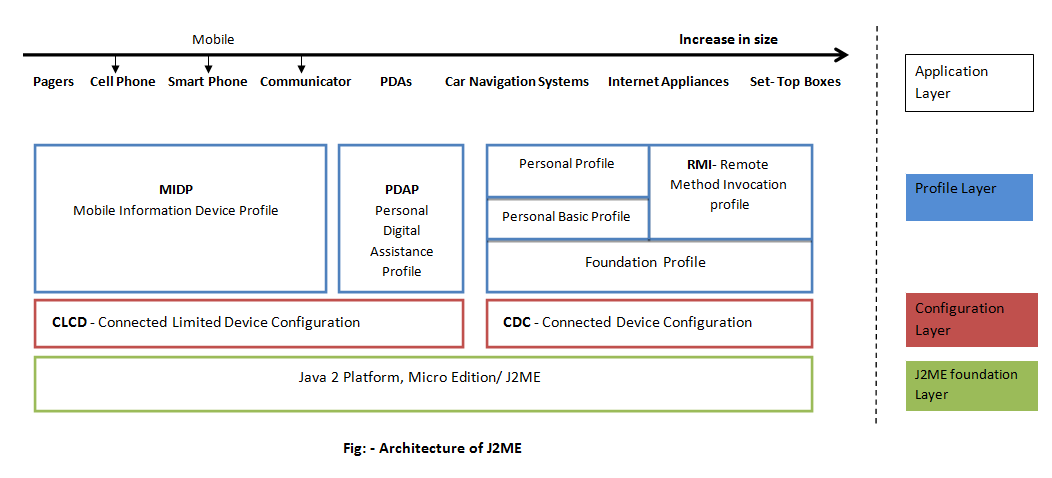 Mobile
Increase in size
Pagers
Cell Phone
Smart Phone
Communicator
PDAs
Car Navigation Systems
Internet Appliances
Set- Top Boxes
Application
Layer
MIDP
Mobile Information Device Profile
PDAP
Personal
Digital
Assistance
Profile
Personal Profile
Personal Basic Profile
RMI- Remote
Method Invocation
profile
Foundation Profile
Profile Layer
CLCD - Connected Limited Device Configuration
CDC - Connected Device Configuration
Configuration
Layer
Java 2 Platform, Micro Edition/ J2ME
J2ME foundation
Layer
Fig: - Architecture of J2ME